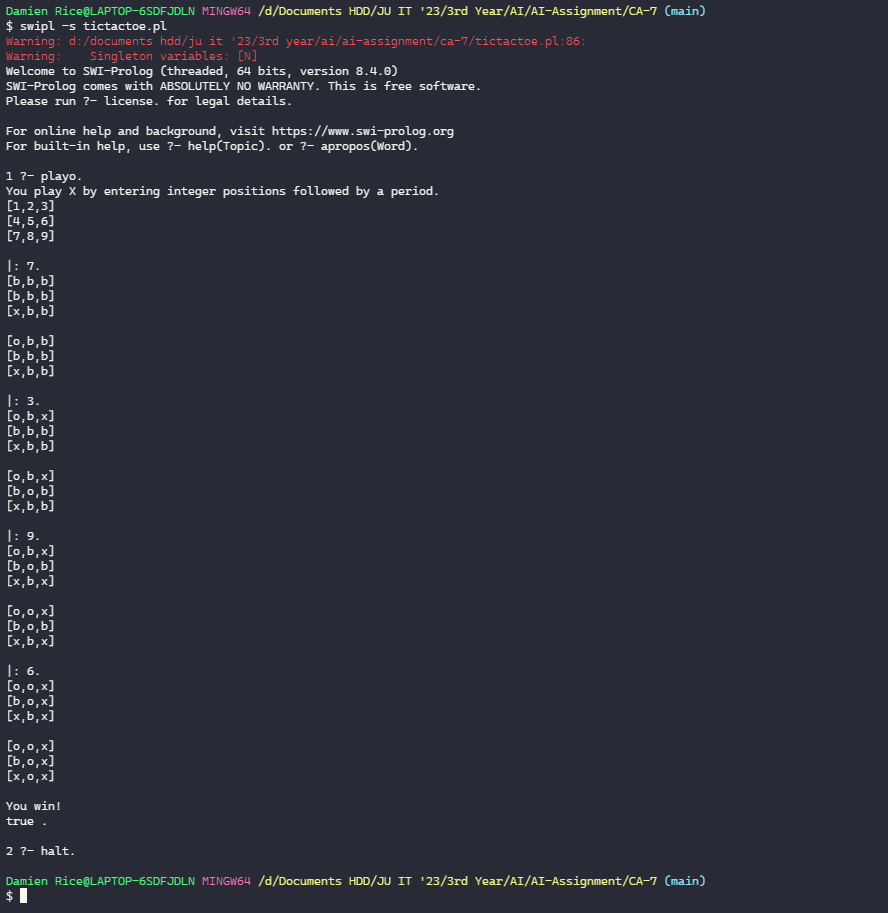 Damien Rice@LAPTOP-6SDFJDLN MINGW64 /d/Documents HDD/JU IT '23/3rd Year/AI/AI-Assignment/CA-7 (main)
$ swipl -s tictactoe.pl
Warning: d:/documents hdd/ju it '23/3rd year/ai/ai-assignment/ca-7/tictactoe.pl:86:
Warning:    Singleton variables: [N]
Welcome to SWI-Prolog (threaded, 64 bits, version 8.4.0)
SWI-Prolog comes with ABSOLUTELY NO WARRANTY. This is free software.
Please run ?- license. for legal details.

For online help and background, visit https://www.swi-prolog.org
For built-in help, use ?- help(Topic). or ?- apropos(Word).

1 ?- playo.
You play X by entering integer positions followed by a period.
[1,2,3]
[4,5,6]
[7,8,9]

|: 7.
[b,b,b]
[b,b,b]
[x,b,b]

[o,b,b]
[b,b,b]
[x,b,b]

|: 3.
[o,b,x]
[b,b,b]
[x,b,b]

[o,b,x]
[b,o,b]
[x,b,b]

|: 9.
[o,b,x]
[b,o,b]
[x,b,x]

[o,o,x]
[b,o,b]
[x,b,x]

|: 6.
[o,o,x]
[b,o,x]
[x,b,x]

[o,o,x]
[b,o,x]
[x,o,x]

You win!
true .

2 ?- halt.

Damien Rice@LAPTOP-6SDFJDLN MINGW64 /d/Documents HDD/JU IT '23/3rd Year/AI/AI-Assignment/CA-7 (main)
$